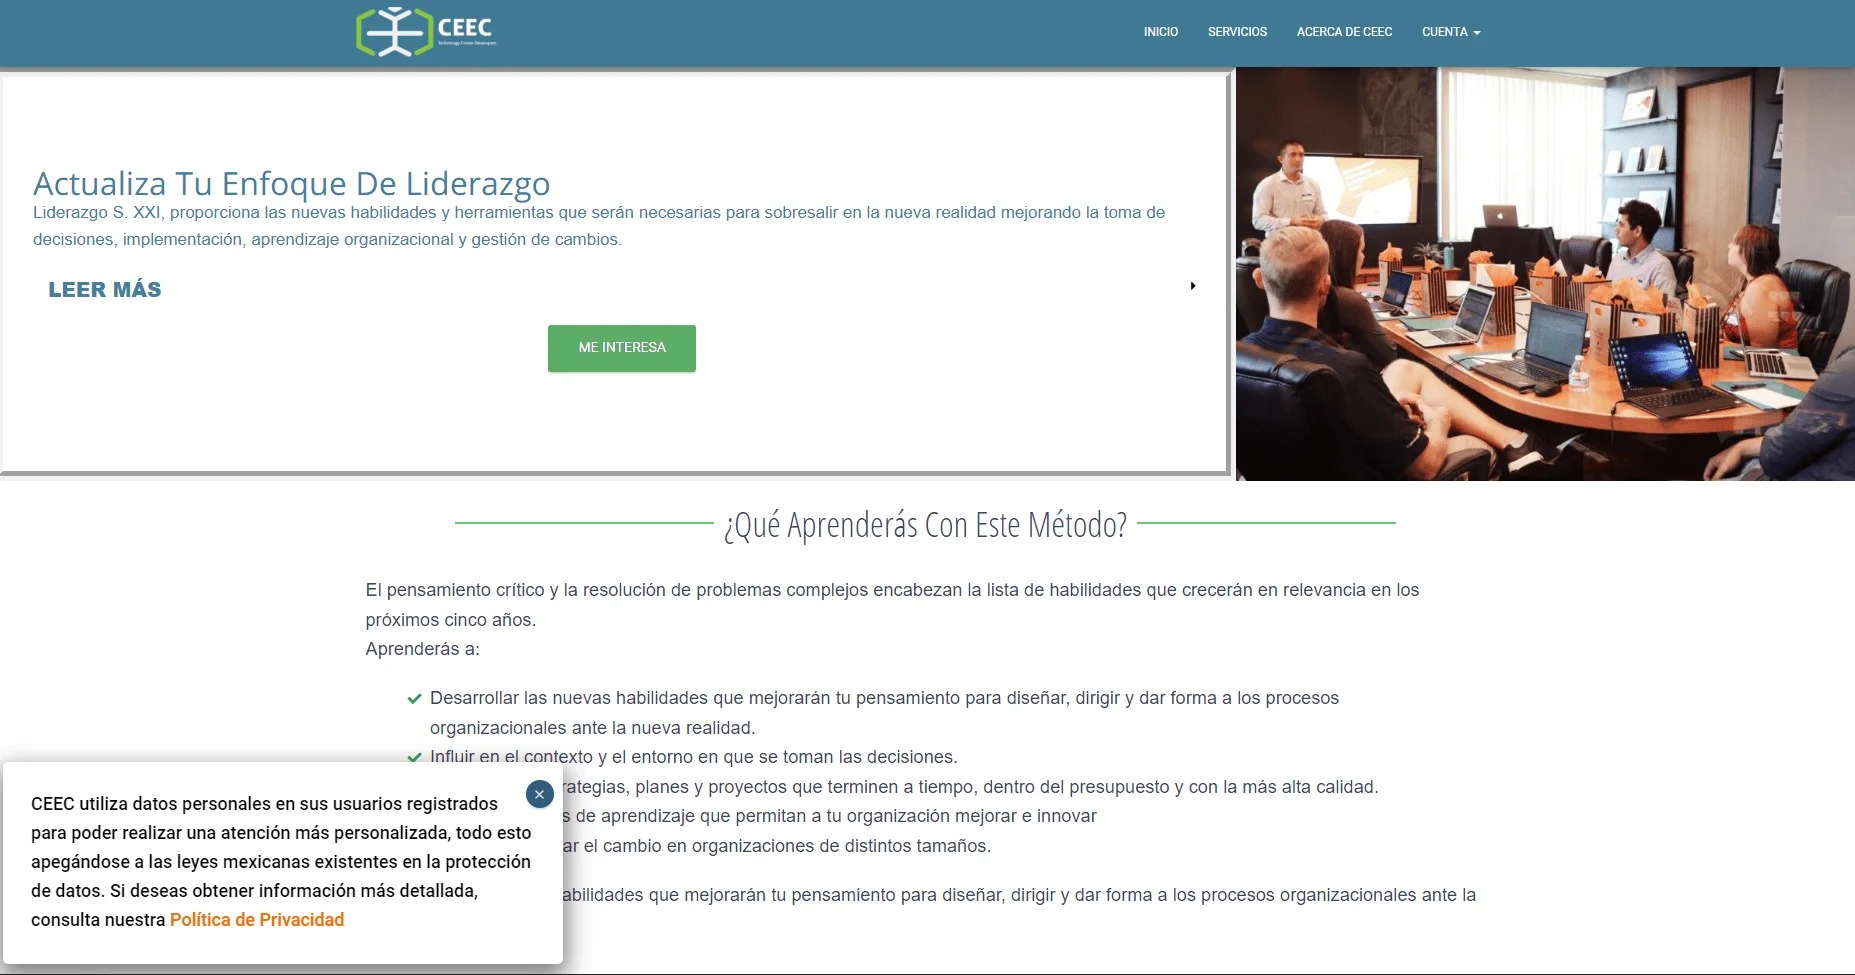 CEEC
INICIO
SERVICIOS
ACERCA DE CEEC
CUENTA
Actualiza Tu Enfoque De Liderazgo
Liderazgo S. XXI, proporciona las nuevas habilidades y herramientas que serán necesarias para sobresalir en la nueva realidad mejorando la toma de
decisiones, implementación, aprendizaje organizacional y gestión de cambios.
LEER MÁS
ME INTERESA
¿Qué Aprenderás Con Este Método?
El pensamiento crítico y la resolución de problemas complejos encabezan la lista de habilidades que crecerán en relevancia en los
próximos cinco años.
Aprenderás a:
Desarrollar las nuevas habilidades que mejorarán tu pensamiento para diseñar, dirigir y dar forma a los procesos
organizacionales ante la nueva realidad.
Influir en el contexto y el entorno en que se toman las decisiones.
rategias, planes y proyectos que terminen a tiempo, dentro del presupuesto y con la más alta calidad.
s de aprendizaje que permitan a tu organización mejorar e innovar
ar el cambio en organizaciones de distintos tamaños.
abilidades que mejorarán tu pensamiento para diseñar, dirigir y dar forma a los procesos organizacionales ante la
CEEC utiliza datos personales en sus usuarios registrados
para poder realizar una atención más personalizada, todo esto
apegándose a las leyes mexicanas existentes en la protección
de datos. Si deseas obtener información más detallada,
consulta nuestra Política de Privacidad